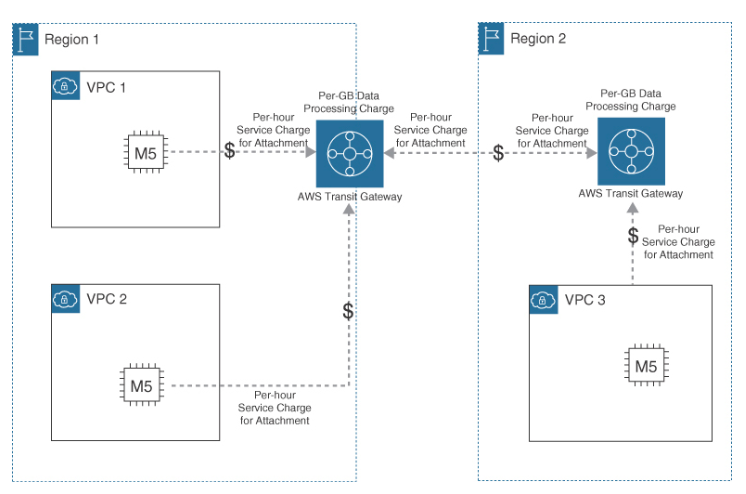 Region 1
VPC 1
M5
Per-hour
Service Charge
for Attachment
$
Per-GB Data
Processing Charge
AWS Transit Gateway
Per-hour
Service Charge
for Attachment
$
VPC 2
M5
Per-hour
Service Charge
for Attachment
$
Region 2
Per-hour
Service Charge
for Attachment
Per-GB Data
Processing Charge
AWS Transit Gateway
$
Per-hour
Service Charge
for Attachment
VPC 3
M5